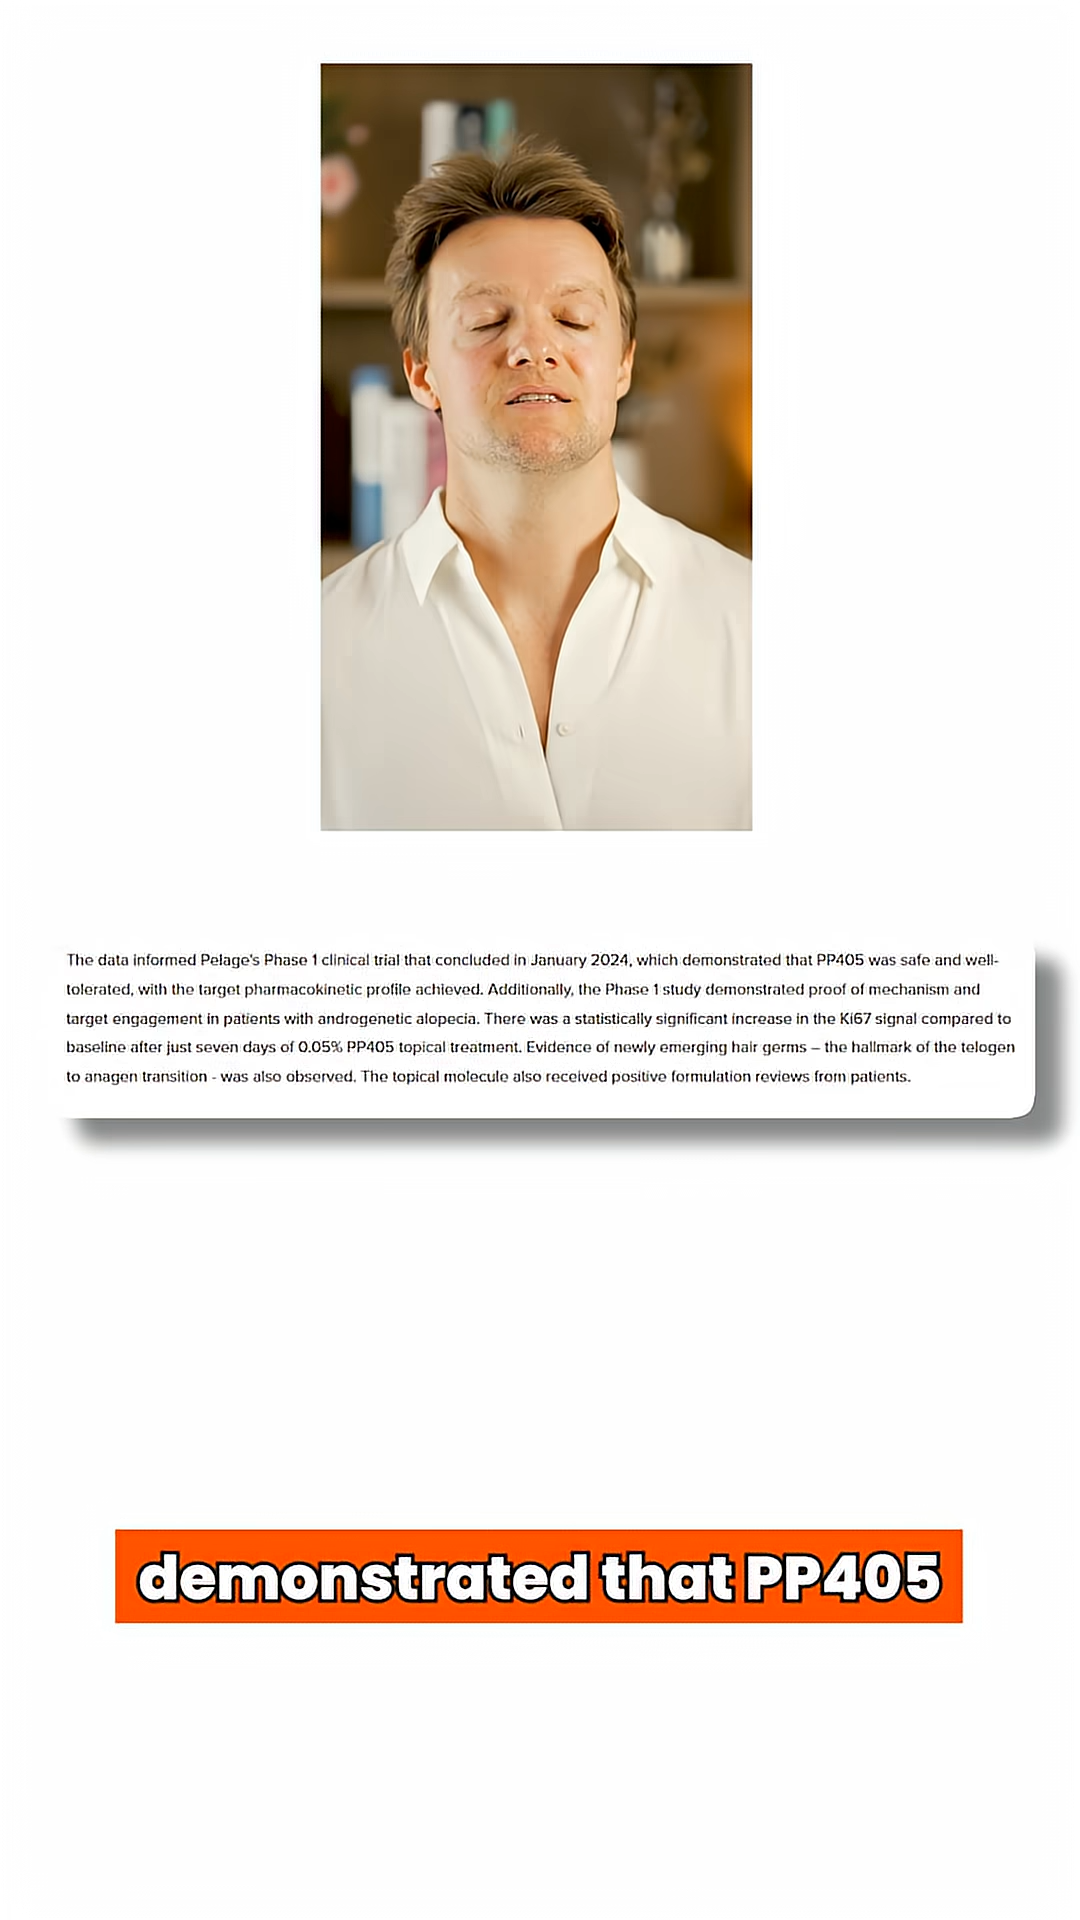 The data informed Pelage's Phase 1 clinical trial that concluded in January 2024, which demonstrated that PP405 was safe and well-
tolerated, with the target pharmacokinetic profile achieved. Additionally, the Phase 1 study demonstrated proof of mechanism and
target engagement in patients with androgenetic alopecia. There was a statistically significant increase in the Ki67 signal compared to
baseline after just seven days of 0.05% PP405 topical treatment. Evidence of newly emerging hair germs – the hallmark of the telogen
to anagen transition - was also observed. The topical molecule also received positive formulation reviews from patients.
demonstrated that PP405